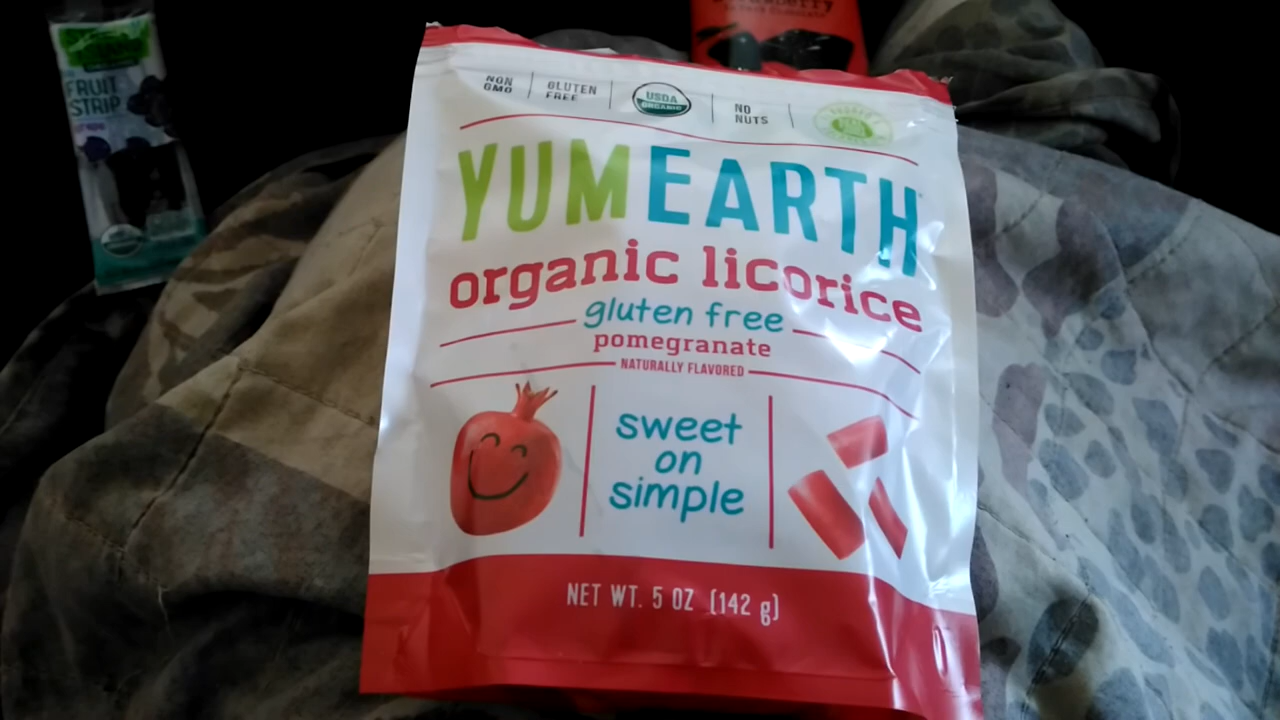 FRUIT
STRIP
NON
GMO
GLUTEN
FREE
USDA
ORGANIC
NO
NUTS
YUMEARTH
organic licorice
gluten free
pomegranate
NATURALLY FLAVORED
sweet
on
simple
NET WT. 5 OZ (142 g)